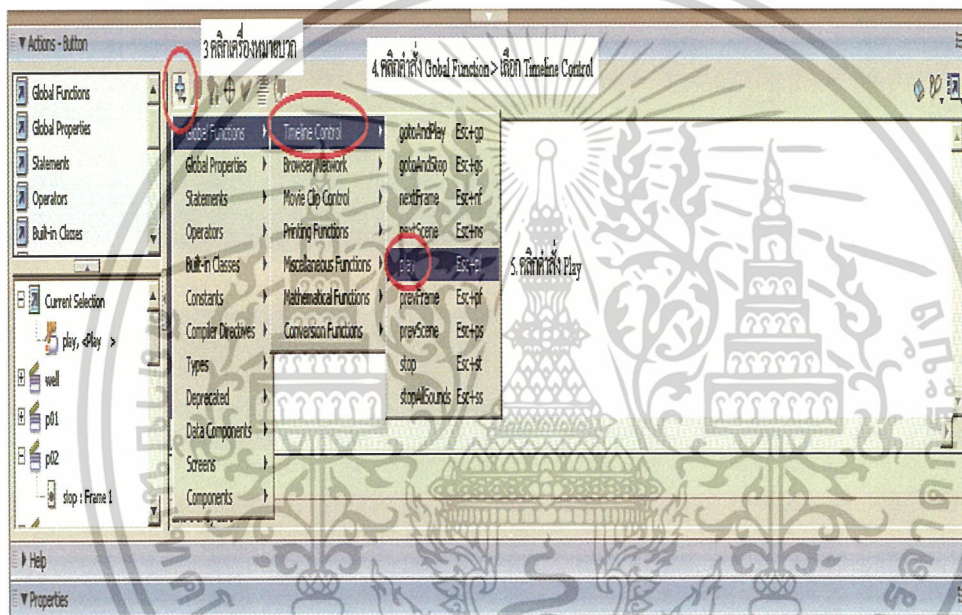 Actions - Button
3 คลิกเครื่องหมายบวก
4. คลิกคำสั่ง Gobal Function > เลือก Timeline Control
Global Functions
Global Properties
Statements
Operators
Built-in Classes
Current Selection
play, <Play >
well
p01
p02
stop : Frame 1
Global Functions
Global Properties
Statements
Operators
Built-in Classes
Constants
Compiler Directives
Types
Deprecated
Data Components
Screens
Components
Timeline Control
Browser/Network
Movie Clip Control
Printing Functions
Miscellaneous Functions
Mathematical Functions
Conversion Functions
gotoAndPlay Esc+gp
gotoAndStop Esc+gs
nextFrame Esc+nf
nextScene Esc+ns
play Esc+pl
prevFrame Esc+pf
prevScene Esc+ps
stop Esc+st
stopAllSounds Esc+ss
5. คลิกคำสั่ง Play
Help
Properties